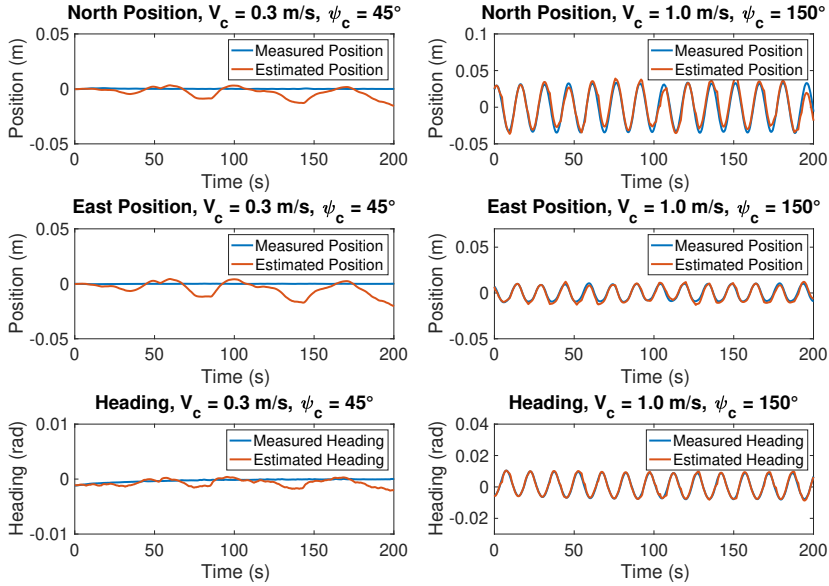 North Position, V_c = 0.3 m/s, ψ_c = 45°
Position (m)
0.05
0
-0.05
Measured Position
Estimated Position
0 50 100 150 200
Time (s)
North Position, V_c = 1.0 m/s, ψ_c = 150°
Position (m)
0.1
0.05
0
-0.05
Measured Position
Estimated Position
0 50 100 150 200
Time (s)
East Position, V_c = 0.3 m/s, ψ_c = 45°
Position (m)
0.05
0
-0.05
Measured Position
Estimated Position
0 50 100 150 200
Time (s)
East Position, V_c = 1.0 m/s, ψ_c = 150°
Position (m)
0.05
0
-0.05
Measured Position
Estimated Position
0 50 100 150 200
Time (s)
Heading, V_c = 0.3 m/s, ψ_c = 45°
Heading (rad)
0.01
0
-0.01
Measured Heading
Estimated Heading
0 50 100 150 200
Time (s)
Heading, V_c = 1.0 m/s, ψ_c = 150°
Heading (rad)
0.04
0.02
0
-0.02
Measured Heading
Estimated Heading
0 50 100 150 200
Time (s)